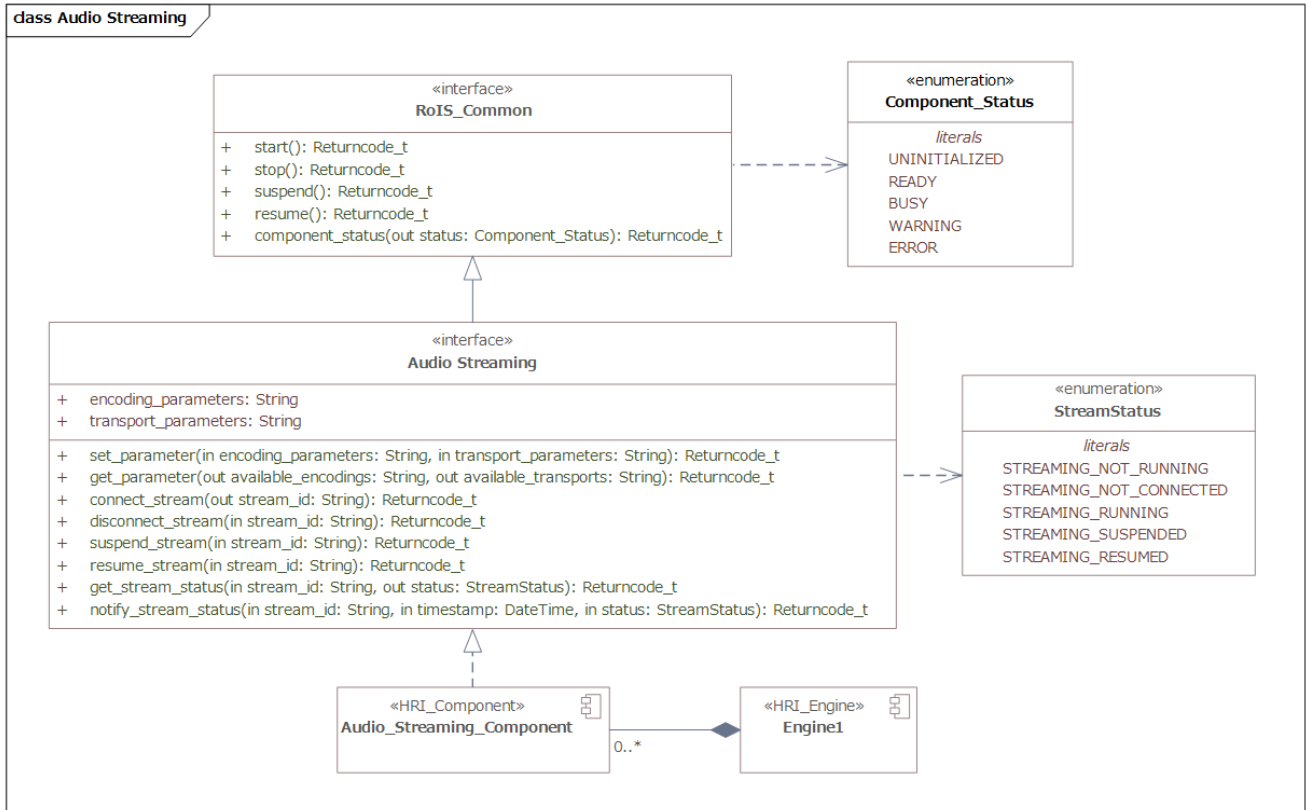 class Audio Streaming
«interface»
RoIS_Common
+ start(): Returncode_t
+ stop(): Returncode_t
+ suspend(): Returncode_t
+ resume(): Returncode_t
+ component_status(out status: Component_Status): Returncode_t
«enumeration»
Component_Status
literals
UNINITIALIZED
READY
BUSY
WARNING
ERROR
«interface»
Audio Streaming
+ encoding_parameters: String
+ transport_parameters: String
+ set_parameter(in encoding_parameters: String, in transport_parameters: String): Returncode_t
+ get_parameter(out available_encodings: String, out available_transports: String): Returncode_t
+ connect_stream(out stream_id: String): Returncode_t
+ disconnect_stream(in stream_id: String): Returncode_t
+ suspend_stream(in stream_id: String): Returncode_t
+ resume_stream(in stream_id: String): Returncode_t
+ get_stream_status(in stream_id: String, out status: StreamStatus): Returncode_t
+ notify_stream_status(in stream_id: String, in timestamp: DateTime, in status: StreamStatus): Returncode_t
«enumeration»
StreamStatus
literals
STREAMING_NOT_RUNNING
STREAMING_NOT_CONNECTED
STREAMING_RUNNING
STREAMING_SUSPENDED
STREAMING_RESUMED
«HRI_Component»
Audio_Streaming_Component
0..*
«HRI_Engine»
Engine1